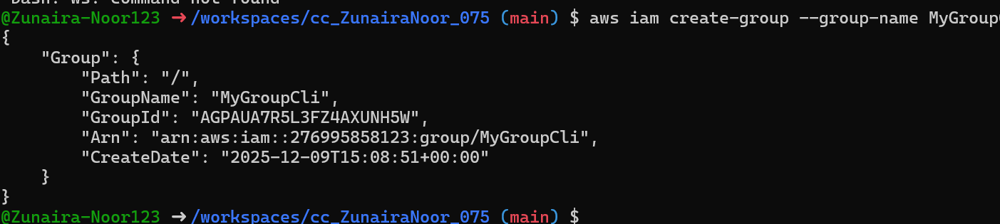 bash: ws: command not found
@Zunaira-Noor123 ➜ /workspaces/cc_ZunairaNoor_075 (main) $ aws iam create-group --group-name MyGroup
{
    "Group": {
        "Path": "/",
        "GroupName": "MyGroupCli",
        "GroupId": "AGPAUA7R5L3FZ4AXUNH5W",
        "Arn": "arn:aws:iam::276995858123:group/MyGroupCli",
        "CreateDate": "2025-12-09T15:08:51+00:00"
    }
}
@Zunaira-Noor123 ➜ /workspaces/cc_ZunairaNoor_075 (main) $